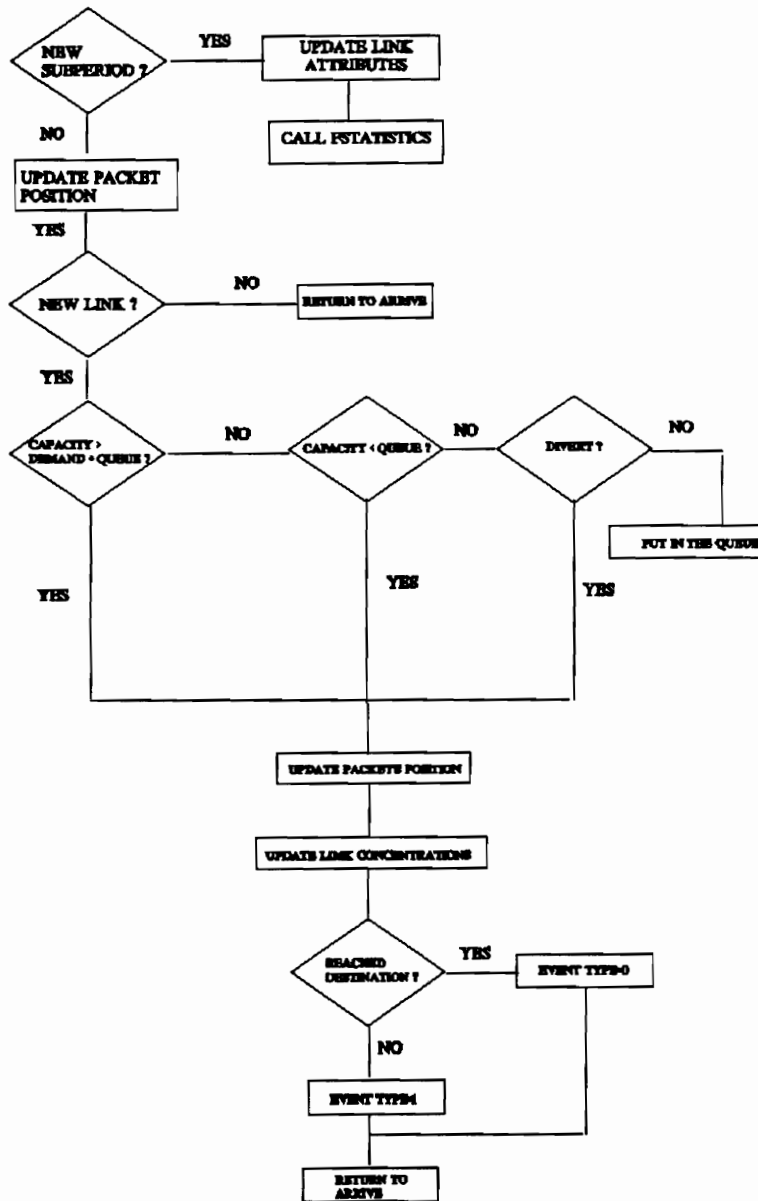 YES
NEW
SUBPERIOD ?
UPDATE LINK
ATTRIBUTES
CALL PSTATISTICS
NO
UPDATE PACKET
POSITION
YES
NEW LINK ?
NO
RETURN TO ARRIVE
YES
CAPACITY >
DEMAND + QUEUE ?
NO
CAPACITY < QUEUE ?
NO
DIVERT ?
NO
PUT IN THE QUEUE
YES
YES
YES
UPDATE PACKETS POSITION
UPDATE LINK CONCENTRATIONS
REACHED
DESTINATION ?
YES
EVENT TYPE=0
NO
EVENT TYPE=1
RETURN TO
ARRIVE